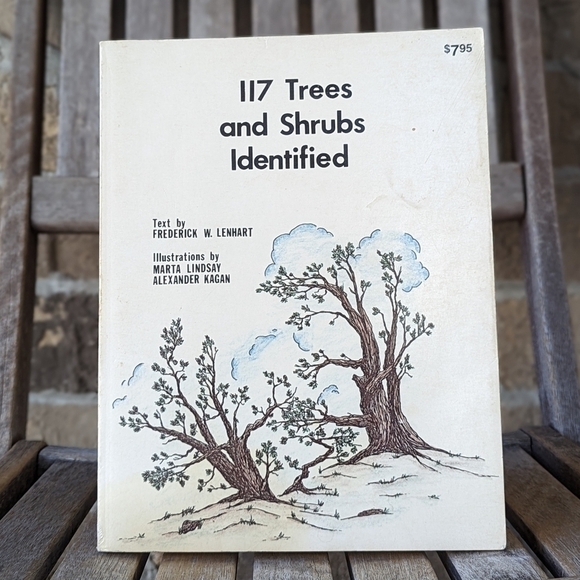 $7.95
117 Trees
and Shrubs
Identified
Text by
FREDERICK W. LENHART
Illustrations by
MARTA LINDSAY
ALEXANDER KAGAN